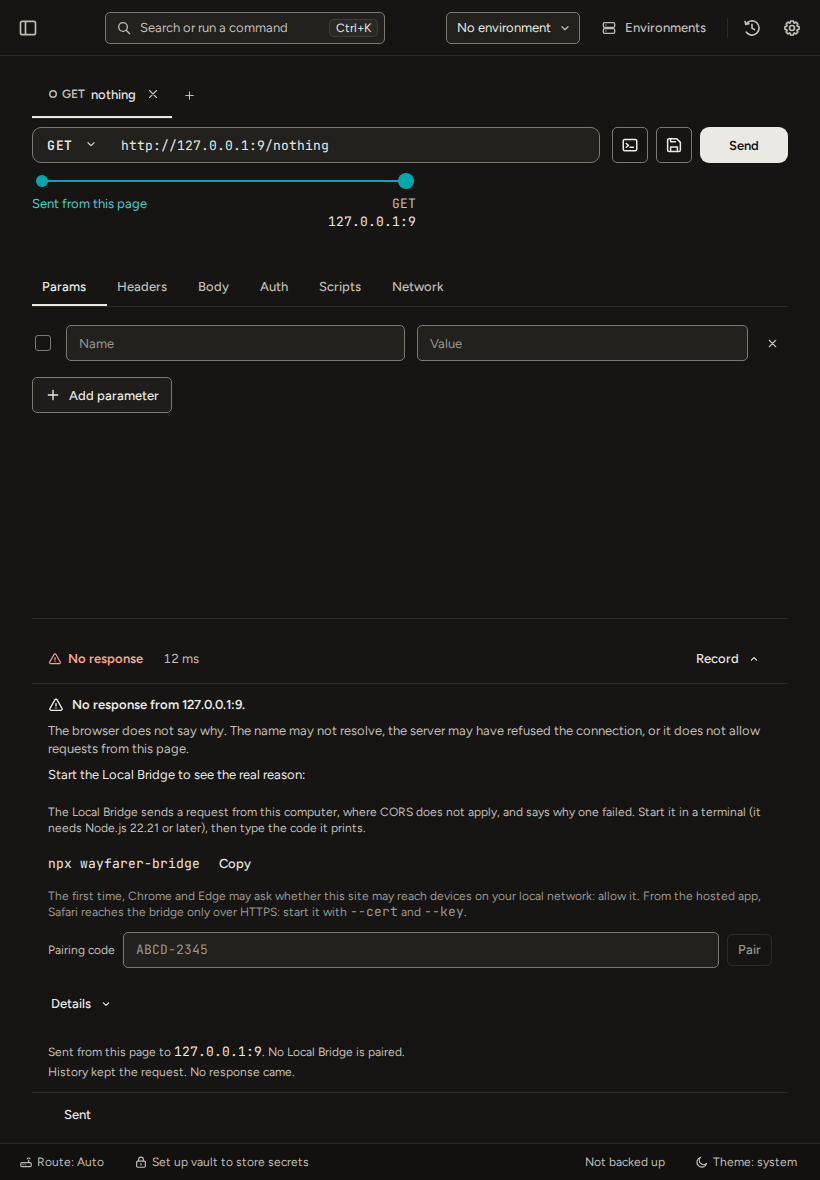 Search or run a command Ctrl+K No environment Environments
GET nothing
GET http://127.0.0.1:9/nothing Send
Sent from this page GET
127.0.0.1:9
Params Headers Body Auth Scripts Network
Name Value
Add parameter
No response 12 ms Record
No response from 127.0.0.1:9.
The browser does not say why. The name may not resolve, the server may have refused the connection, or it does not allow
requests from this page.
Start the Local Bridge to see the real reason:
The Local Bridge sends a request from this computer, where CORS does not apply, and says why one failed. Start it in a terminal (it
needs Node.js 22.21 or later), then type the code it prints.
npx wayfarer-bridge Copy
The first time, Chrome and Edge may ask whether this site may reach devices on your local network: allow it. From the hosted app,
Safari reaches the bridge only over HTTPS: start it with --cert and --key.
Pairing code ABCD-2345 Pair
Details
Sent from this page to 127.0.0.1:9. No Local Bridge is paired.
History kept the request. No response came.
Sent
Route: Auto Set up vault to store secrets Not backed up Theme: system